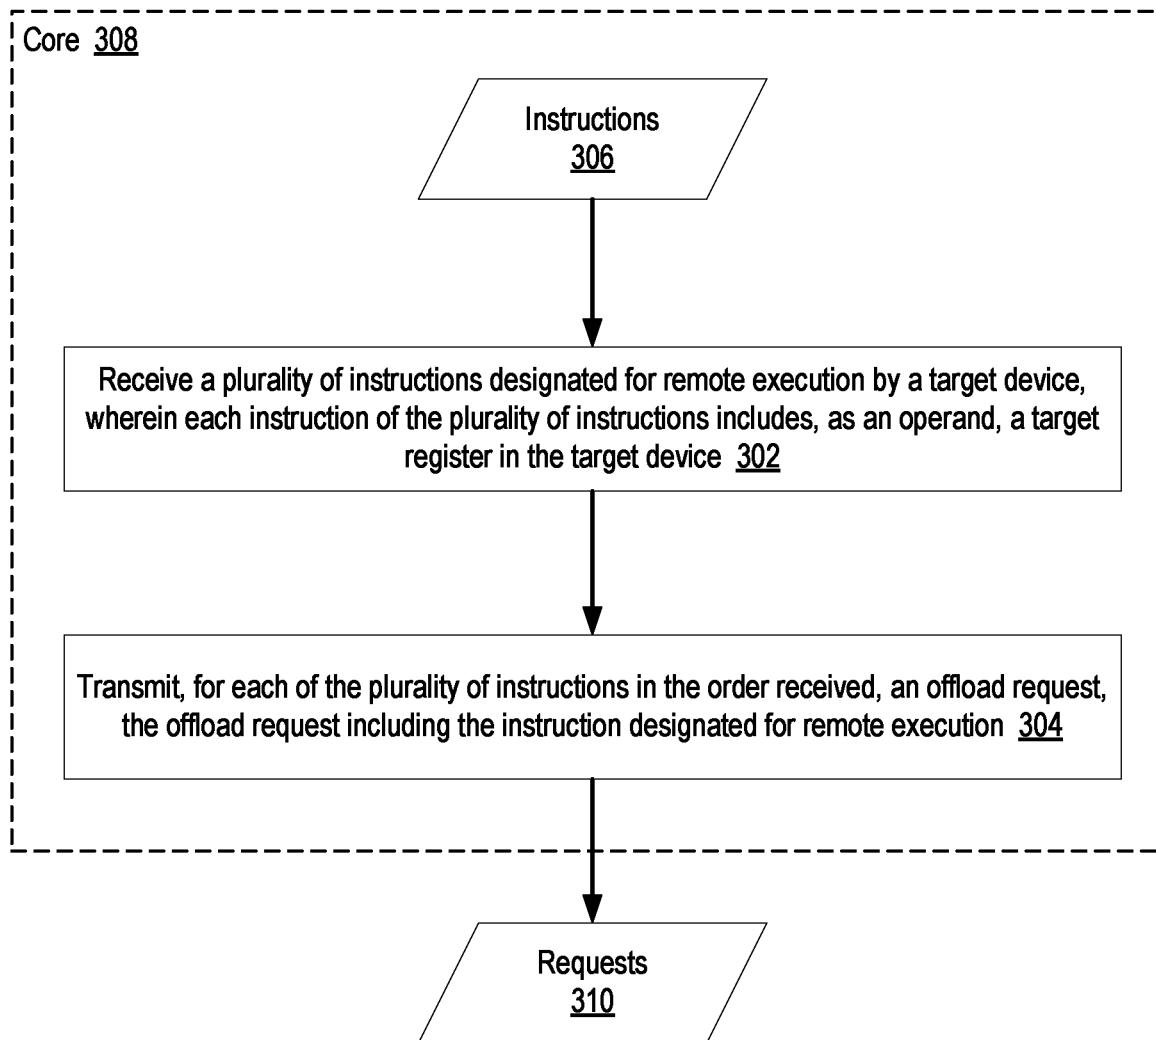 Core 308
Instructions
306
Receive a plurality of instructions designated for remote execution by a target device,
wherein each instruction of the plurality of instructions includes, as an operand, a target
register in the target device 302
Transmit, for each of the plurality of instructions in the order received, an offload request,
the offload request including the instruction designated for remote execution 304
Requests
310